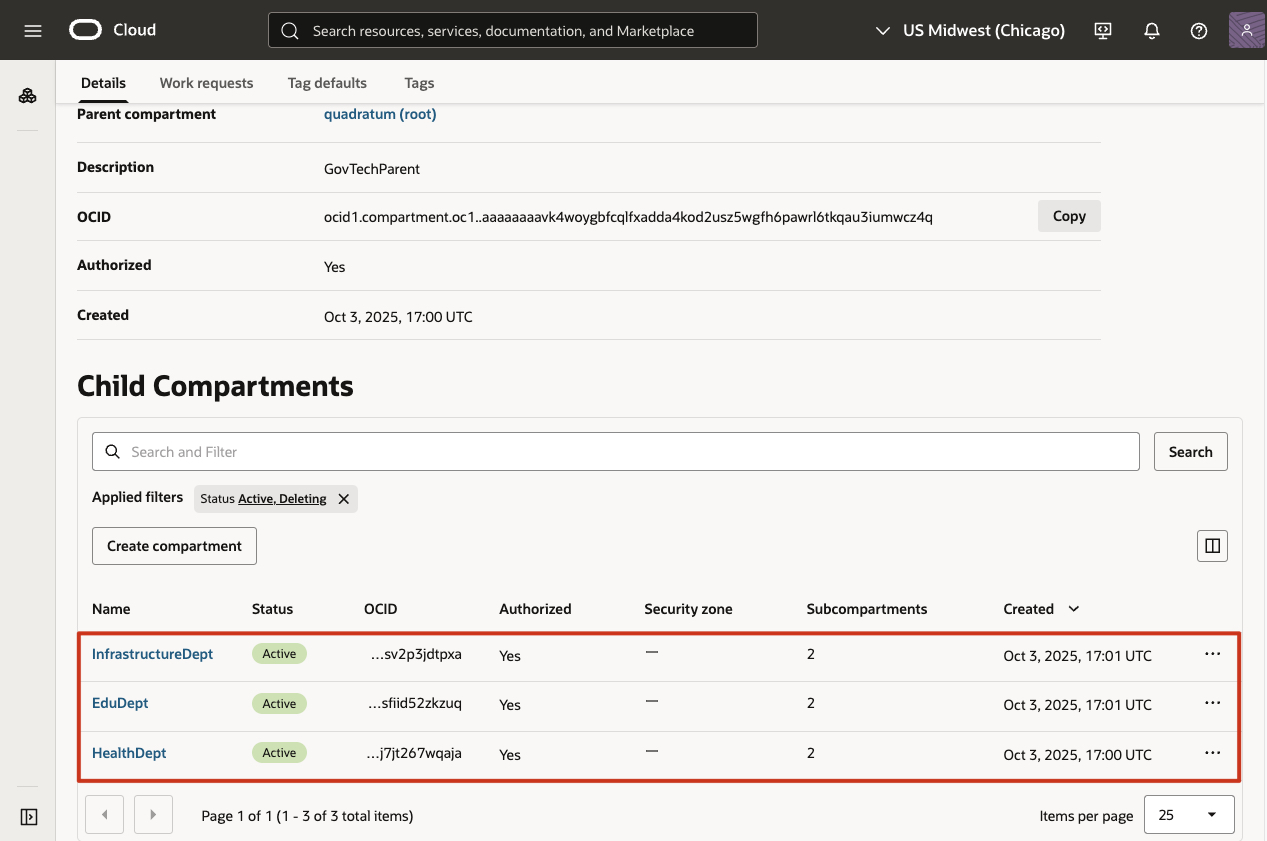 Cloud
Search resources, services, documentation, and Marketplace
US Midwest (Chicago)
Details Work requests Tag defaults Tags
Parent compartment quadratum (root)
Description GovTechParent
OCID ocid1.compartment.oc1..aaaaaaaavk4woygbfcqlfxadda4kod2usz5wgfh6pawrl6tkqau3iumwcz4q Copy
Authorized Yes
Created Oct 3, 2025, 17:00 UTC
Child Compartments
Search and Filter Search
Applied filters Status Active, Deleting
Create compartment
Name Status OCID Authorized Security zone Subcompartments Created
InfrastructureDept Active ...sv2p3jdtpxa Yes — 2 Oct 3, 2025, 17:01 UTC ...
EduDept Active ...sfiid52zkzuq Yes — 2 Oct 3, 2025, 17:01 UTC ...
HealthDept Active ...j7jt267wqaja Yes — 2 Oct 3, 2025, 17:00 UTC ...
Page 1 of 1 (1 - 3 of 3 total items) Items per page 25